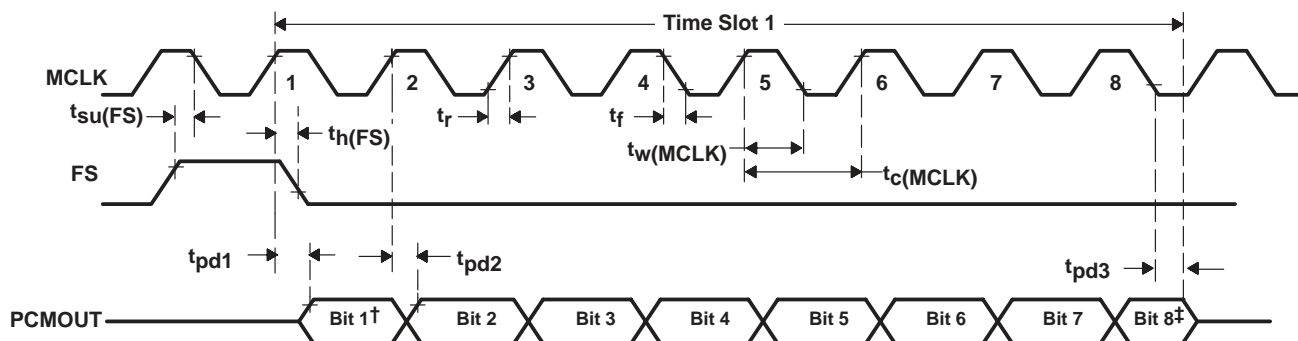 Time Slot 1
MCLK 1 2 3 4 5 6 7 8
tsu(FS) th(FS) tr tf tw(MCLK)
FS tc(MCLK)
tpd1 tpd2 tpd3
PCMOUT Bit 1† Bit 2 Bit 3 Bit 4 Bit 5 Bit 6 Bit 7 Bit 8‡